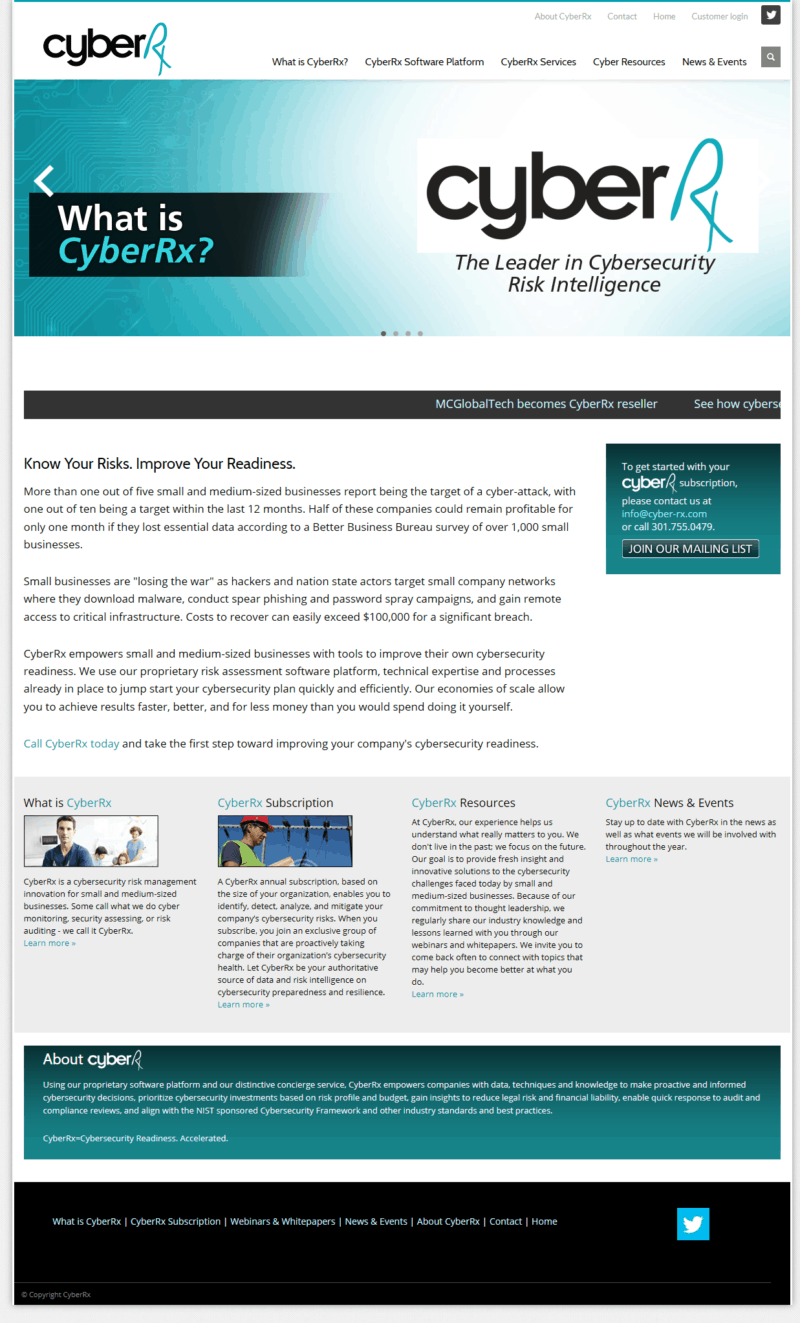 About CyberRx Contact Home Customer login
cyberRx
What is CyberRx? CyberRx Software Platform CyberRx Services Cyber Resources News & Events
What is
CyberRx?
cyberRx
The Leader in Cybersecurity
Risk Intelligence
MCGlobalTech becomes CyberRx reseller See how
Know Your Risks. Improve Your Readiness.
More than one out of five small and medium-sized businesses report being the target of a cyber-attack, with
one out of ten being a target within the last 12 months. Half of these companies could remain profitable for
only one month if they lost essential data according to a Better Business Bureau survey of over 1,000 small
businesses.
Small businesses are "losing the war" as hackers and nation state actors target small company networks
where they download malware, conduct spear phishing and password spray campaigns, and gain remote
access to critical infrastructure. Costs to recover can easily exceed $100,000 for a significant breach.
CyberRx empowers small and medium-sized businesses with tools to improve their own cybersecurity
readiness. We use our proprietary risk assessment software platform, technical expertise and processes
already in place to jump start your cybersecurity plan quickly and efficiently. Our economies of scale allow
you to achieve results faster, better, and for less money than you would spend doing it yourself.
Call CyberRx today and take the first step toward improving your company's cybersecurity readiness.
To get started with your
cyberRx subscription,
please contact us at
info@cyber-rx.com
or call 301.755.0479.
JOIN OUR MAILING LIST
What is CyberRx
CyberRx is a cybersecurity risk management
innovation for small and medium-sized
businesses. Some call what we do cyber
monitoring, security assessing, or risk
auditing - we call it CyberRx.
Learn more »
CyberRx Subscription
A CyberRx annual subscription, based on
the size of your organization, enables you to
identify, detect, analyze, and mitigate your
company's cybersecurity risks. When you
subscribe, you join an exclusive group of
companies that are proactively taking
charge of their organization's cybersecurity
health. Let CyberRx be your authoritative
source of data and risk intelligence on
cybersecurity preparedness and resilience.
Learn more »
CyberRx Resources
At CyberRx, our experience helps us
understand what really matters to you. We
don't live in the past; we focus on the future.
Our goal is to provide fresh insight and
innovative solutions to the cybersecurity
challenges faced today by small and
medium-sized businesses. Because of our
commitment to thought leadership, we
regularly share our industry knowledge and
lessons learned with you through our
webinars and whitepapers. We invite you to
come back often to connect with topics that
may help you become better at what you
do.
Learn more »
CyberRx News & Events
Stay up to date with CyberRx in the news as
well as what events we will be involved with
throughout the year.
Learn more »
About cyberRx
Using our proprietary software platform and our distinctive concierge service, CyberRx empowers companies with data, techniques and knowledge to make proactive and informed
cybersecurity decisions, prioritize cybersecurity investments based on risk profile and budget, gain insights to reduce legal risk and financial liability, enable quick response to audit and
compliance reviews, and align with the NIST sponsored Cybersecurity Framework and other industry standards and best practices.
CyberRx=Cybersecurity Readiness. Accelerated.
What is CyberRx | CyberRx Subscription | Webinars & Whitepapers | News & Events | About CyberRx | Contact | Home
© Copyright CyberRx